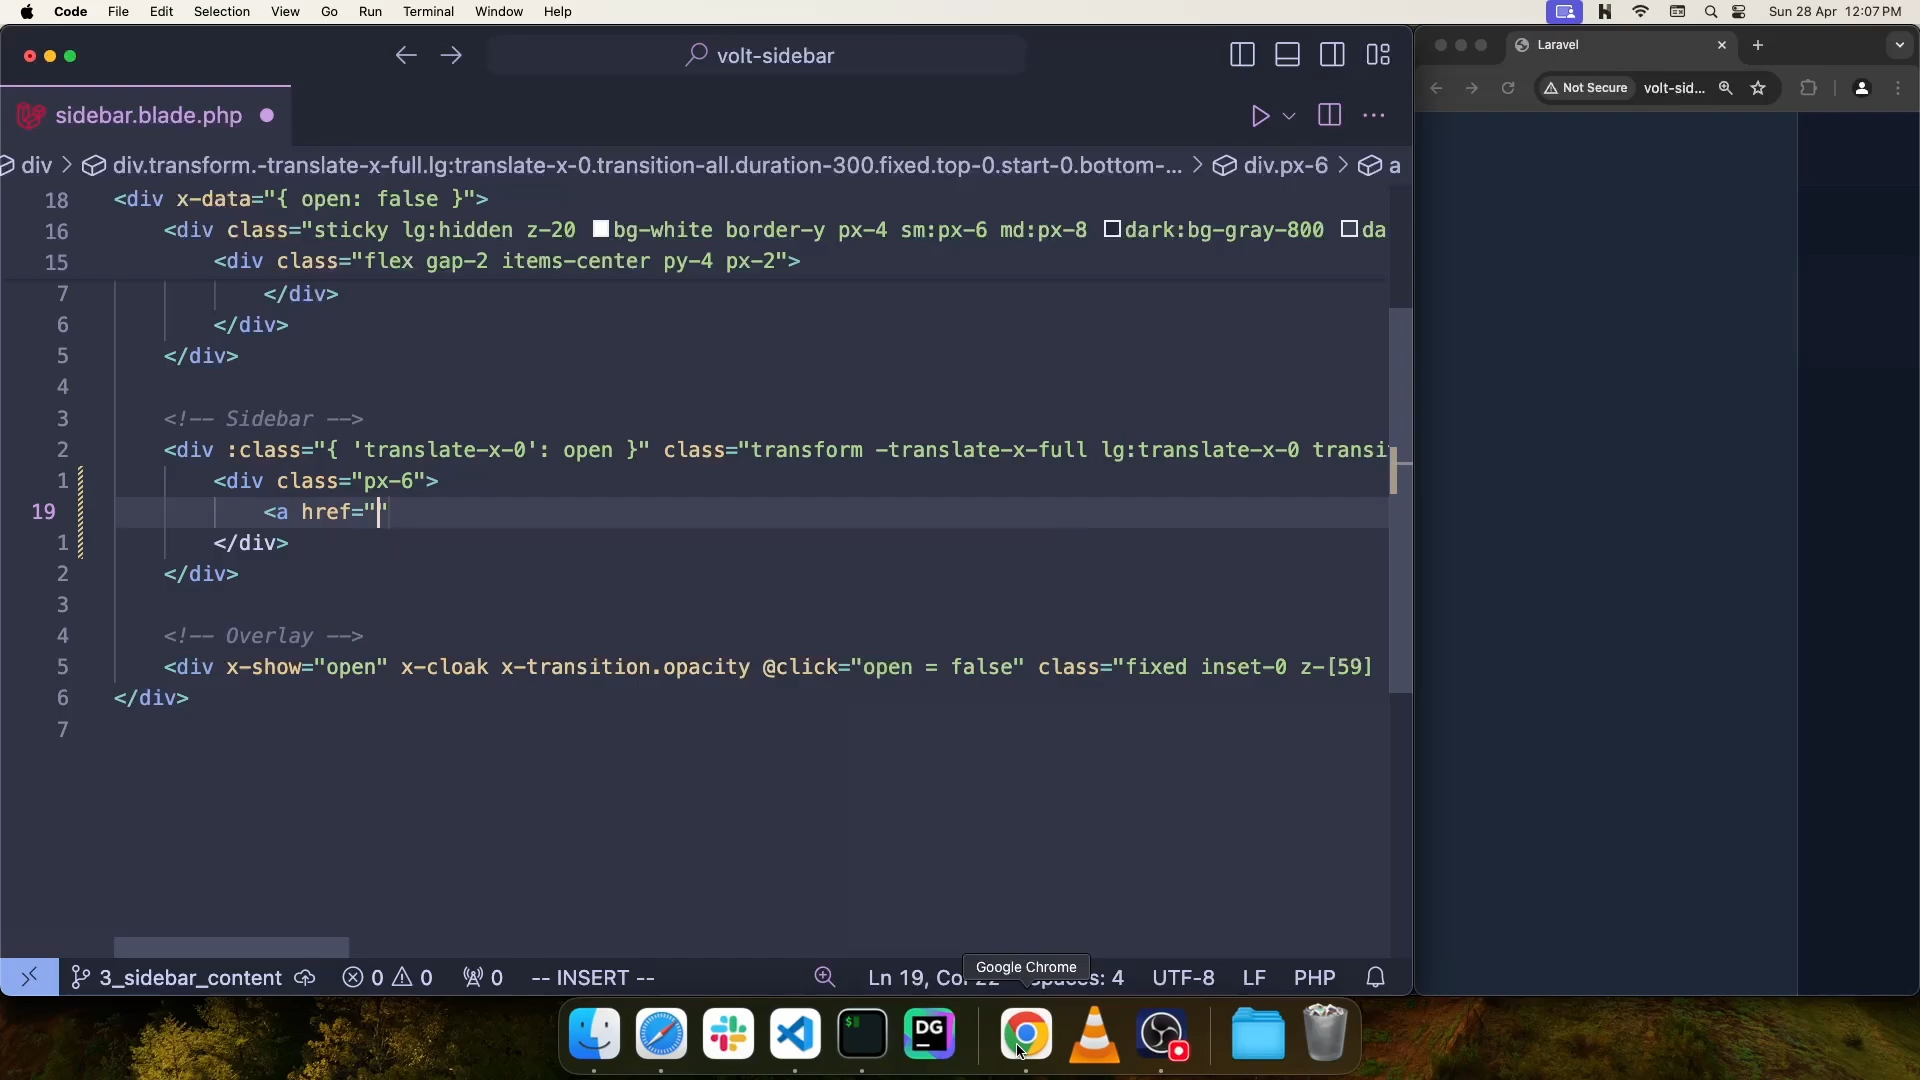 Code File Edit Selection View Go Run Terminal Window Help Sun 28 Apr 12:07 PM
volt-sidebar
Laravel
sidebar.blade.php
Not Secure volt-sid...
div > div.transform.-translate-x-full.lg:translate-x-0.transition-all.duration-300.fixed.top-0.start-0.bottom-... > div.px-6 > a
18 <div x-data="{ open: false }">
16 <div class="sticky lg:hidden z-20 bg-white border-y px-4 sm:px-6 md:px-8 dark:bg-gray-800 da
15 <div class="flex gap-2 items-center py-4 px-2">
7 </div>
6 </div>
5 </div>
4
3 <!-- Sidebar -->
2 <div :class="{ 'translate-x-0': open }" class="transform -translate-x-full lg:translate-x-0 transi
1 <div class="px-6">
19 <a href=""
1 </div>
2 </div>
3
4 <!-- Overlay -->
5 <div x-show="open" x-cloak x-transition.opacity @click="open = false" class="fixed inset-0 z-[59]
6 </div>
7
Google Chrome
3_sidebar_content 0 0 0 -- INSERT -- Ln 19, Co : 4 UTF-8 LF PHP
$
DG